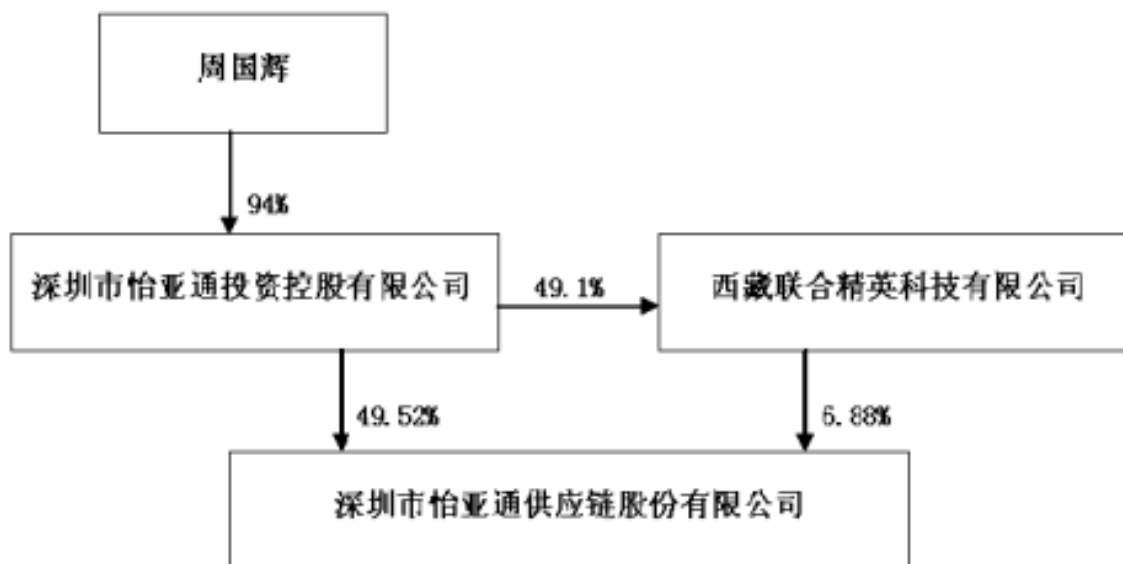 周国辉
94%
深圳市怡亚通投资控股有限公司
49.1%
西藏联合精英科技有限公司
49.52%
6.88%
深圳市怡亚通供应链股份有限公司